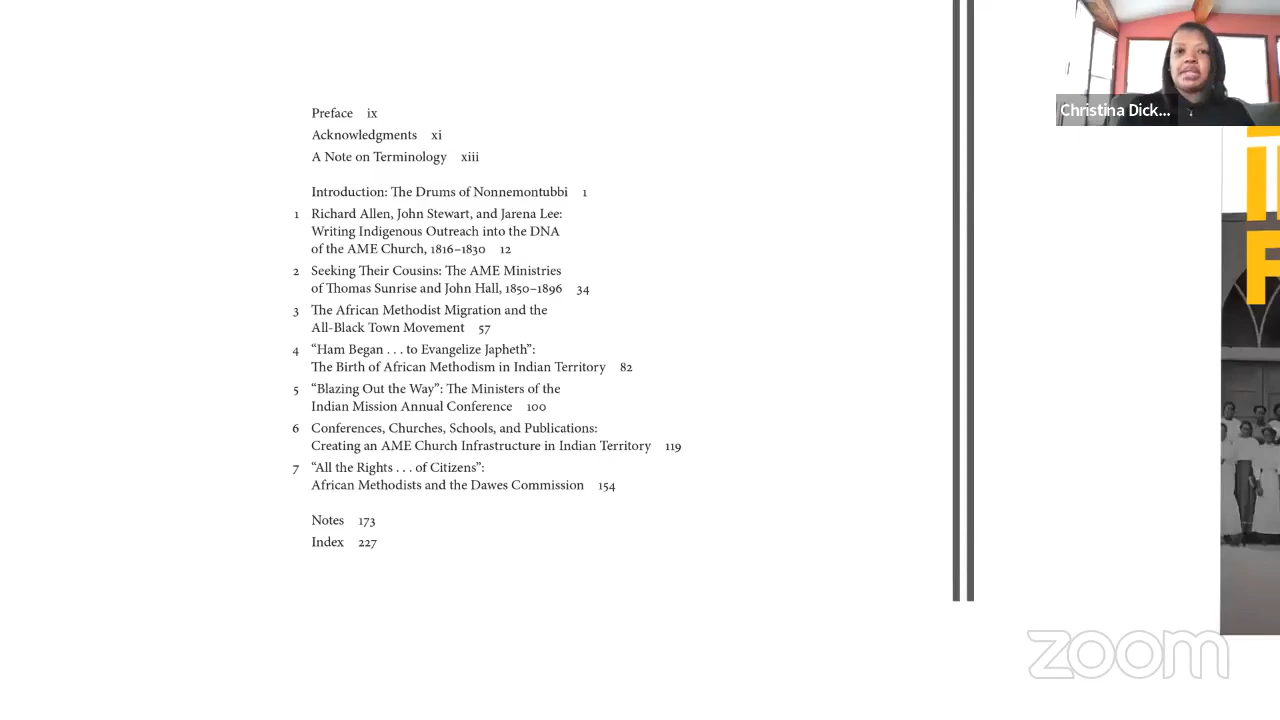 Preface ix
Acknowledgments xi
A Note on Terminology xiii
Introduction: The Drums of Nonnemontubbi 1
1 Richard Allen, John Stewart, and Jarena Lee:
Writing Indigenous Outreach into the DNA
of the AME Church, 1816–1830 12
2 Seeking Their Cousins: The AME Ministries
of Thomas Sunrise and John Hall, 1850–1896 34
3 The African Methodist Migration and the
All-Black Town Movement 57
4 “Ham Began . . . to Evangelize Japheth”:
The Birth of African Methodism in Indian Territory 82
5 “Blazing Out the Way”: The Ministers of the
Indian Mission Annual Conference 100
6 Conferences, Churches, Schools, and Publications:
Creating an AME Church Infrastructure in Indian Territory 119
7 “All the Rights . . . of Citizens”:
African Methodists and the Dawes Commission 154
Notes 173
Index 227
Christina Dick...
zoom